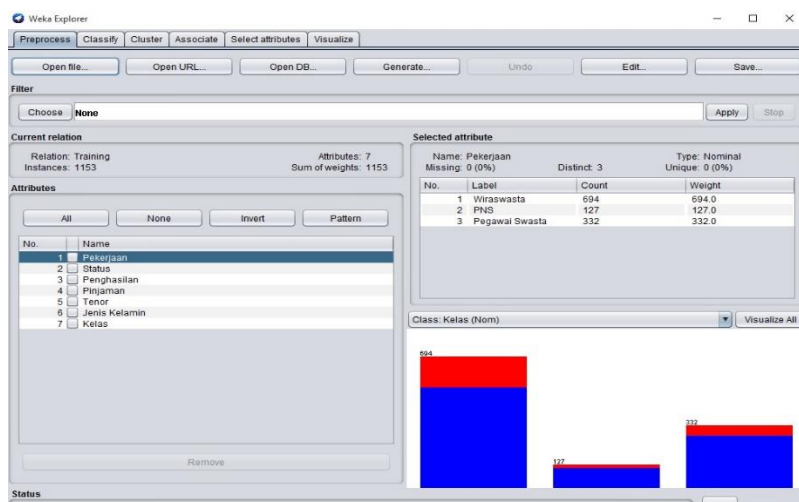 Weka Explorer
Preprocess Classify Cluster Associate Select attributes Visualize
Open file... Open URL... Open DB... Generate... Undo Edit... Save...
Filter
Choose None Apply Stop
Current relation
Relation: Training Attributes: 7
Instances: 1153 Sum of weights: 1153
Selected attribute
Name: Pekerjaan Type: Nominal
Missing: 0 (0%) Distinct: 3 Unique: 0 (0%)
No. Label Count Weight
1 Wiraswasta 694 694.0
2 PNS 127 127.0
3 Pegawai Swasta 332 332.0
Attributes
All None Invert Pattern
No. Name
1 Pekerjaan
2 Status
3 Penghasilan
4 Pinjaman
5 Tenor
6 Jenis Kelamin
7 Kelas
Remove
Class: Kelas (Nom) Visualize All
694
127
332
Status